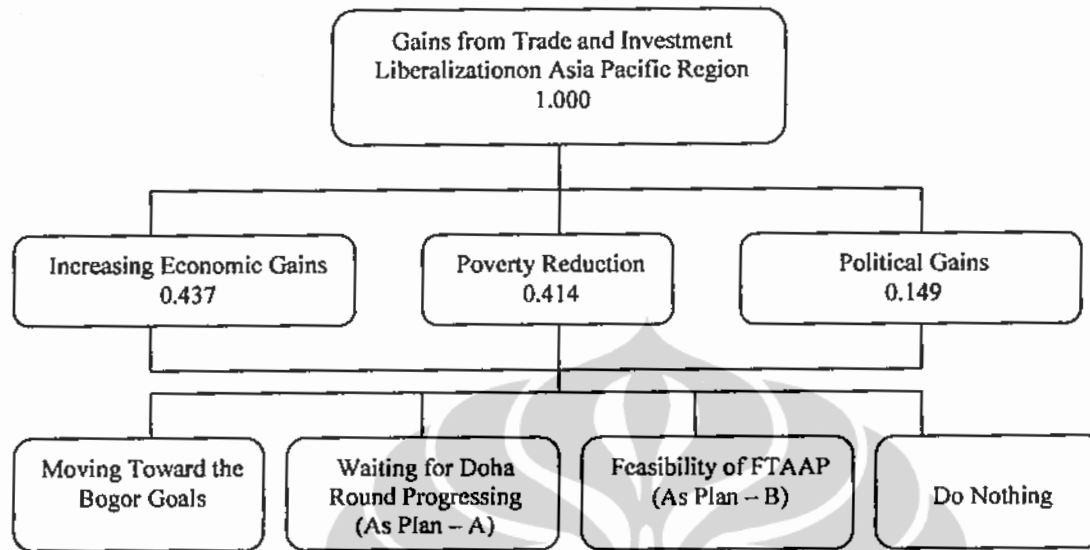 Gains from Trade and Investment
Liberalizationon Asia Pacific Region
1.000
Increasing Economic Gains
0.437
Poverty Reduction
0.414
Political Gains
0.149
Moving Toward the
Bogor Goals
Waiting for Doha
Round Progressing
(As Plan – A)
Feasibility of FTAAP
(As Plan – B)
Do Nothing